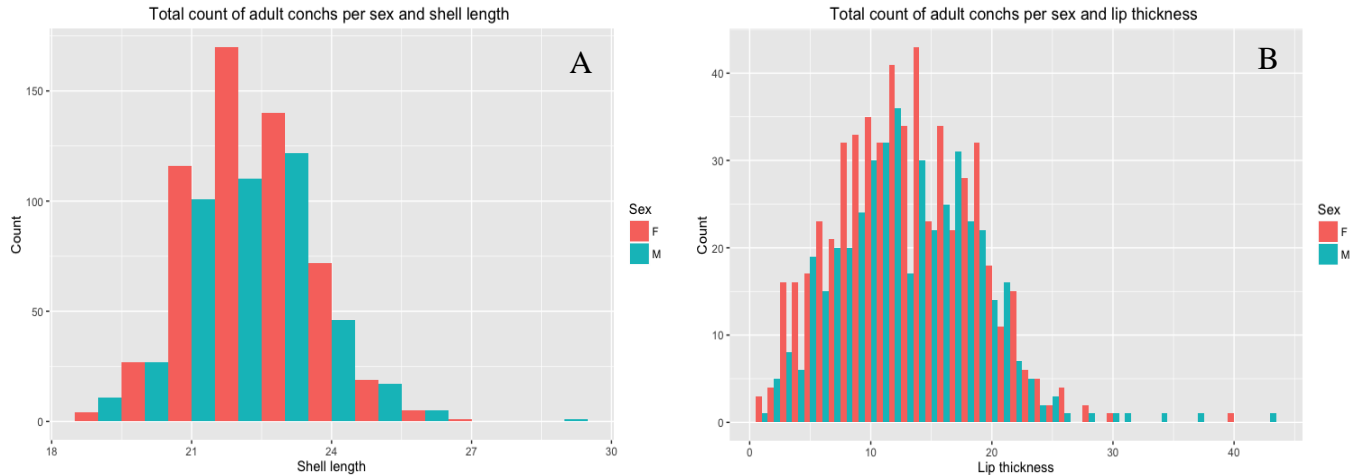 Total count of adult conchs per sex and shell length
A
150
100
50
0
Count
18
21
24
27
30
Shell length
Sex
F
M
Total count of adult conchs per sex and lip thickness
B
40
30
20
10
0
Count
0
10
20
30
40
Lip thickness
Sex
F
M